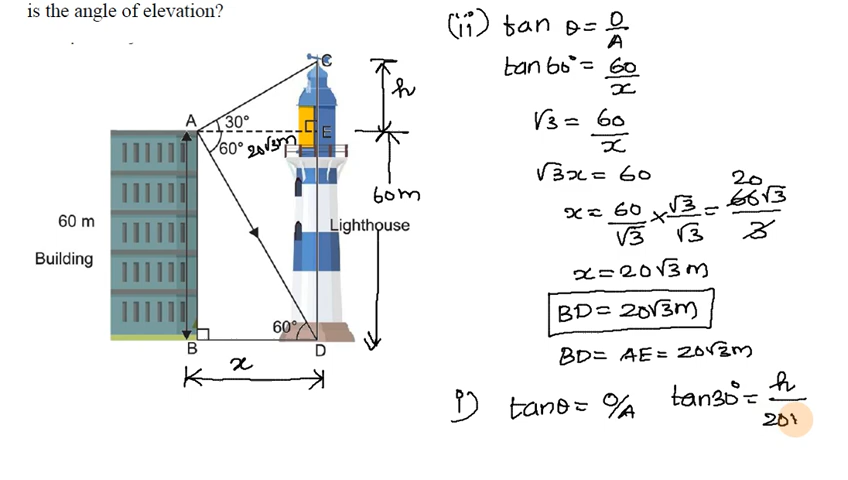 is the angle of elevation?
C
h
A
30°
E
60°
20√3m
60m
60 m
Lighthouse
Building
60°
B
D
x
(ii) tan θ = O/A
tan 60° = 60/x
√3 = 60/x
√3x = 60
x = 60/√3 × √3/√3 = 20 60√3/3
x = 20√3 m
BD = 20√3 m
BD = AE = 20√3 m
i) tanθ = O/A tan30° = h/20